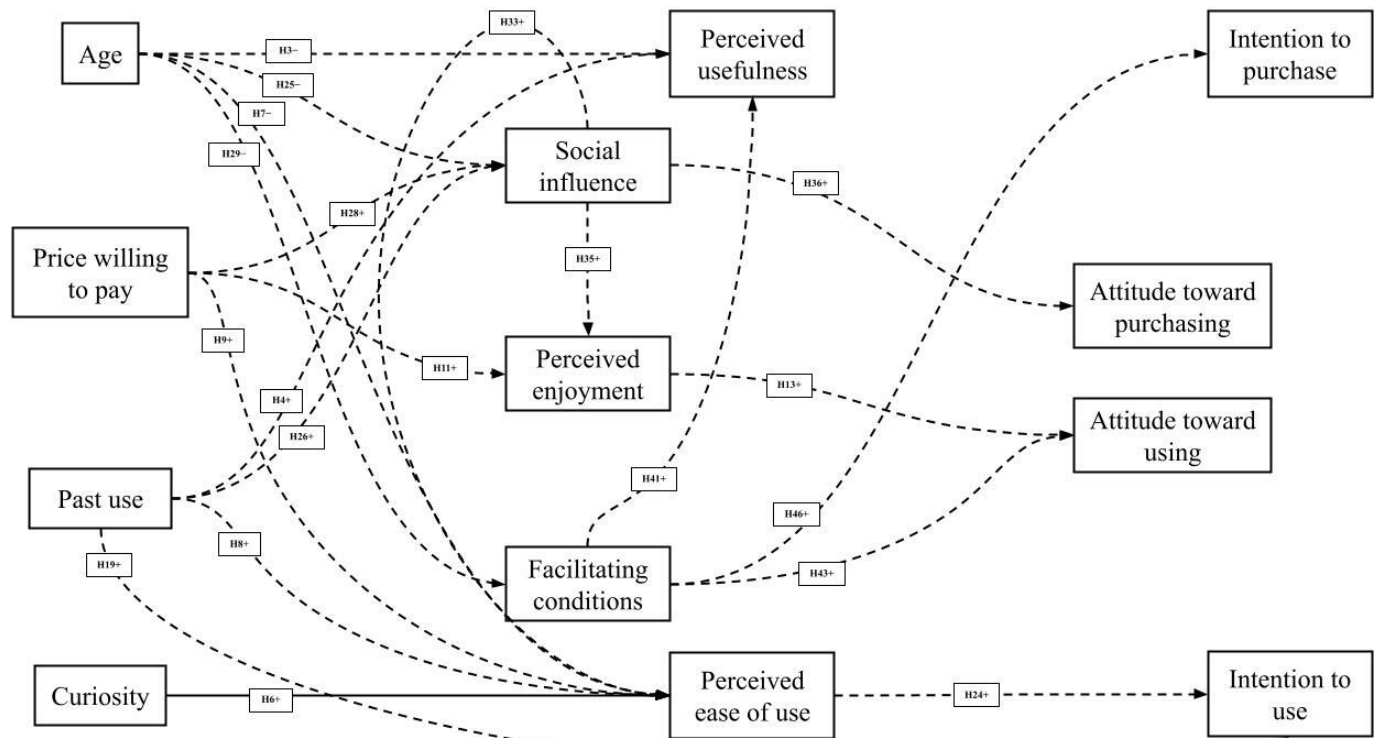 H33+
Age
H3−
Perceived
usefulness
Intention to
purchase
H25−
H7−
H29−
Social
influence
H36+
H28+
Price willing
to pay
H35+
Attitude toward
purchasing
H9+
H11+
Perceived
enjoyment
H13+
H4+
H26+
Attitude toward
using
H41+
Past use
H46+
H8+
H19+
Facilitating
conditions
H43+
Curiosity
H6+
Perceived
ease of use
H24+
Intention to
use